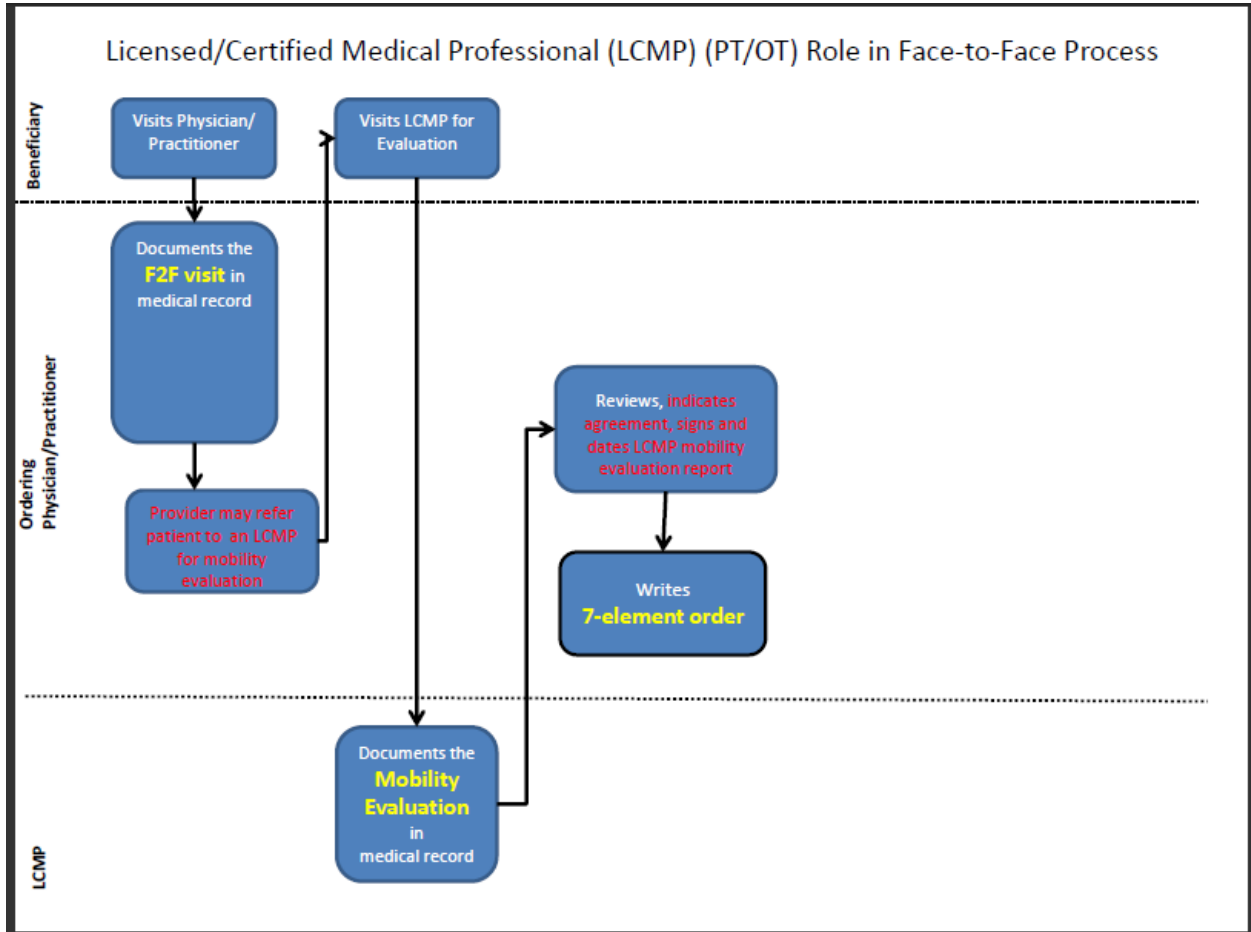 Licensed/Certified Medical Professional (LCMP) (PT/OT) Role in Face-to-Face Process
Beneficiary
Visits Physician/
Practitioner
Visits LCMP for
Evaluation
Ordering
Physician/Practitioner
Documents the
F2F visit in
medical record
Provider may refer
patient to an LCMP
for mobility
evaluation
Reviews, indicates
agreement, signs and
dates LCMP mobility
evaluation report
Writes
7-element order
LCMP
Documents the
Mobility
Evaluation
in
medical record